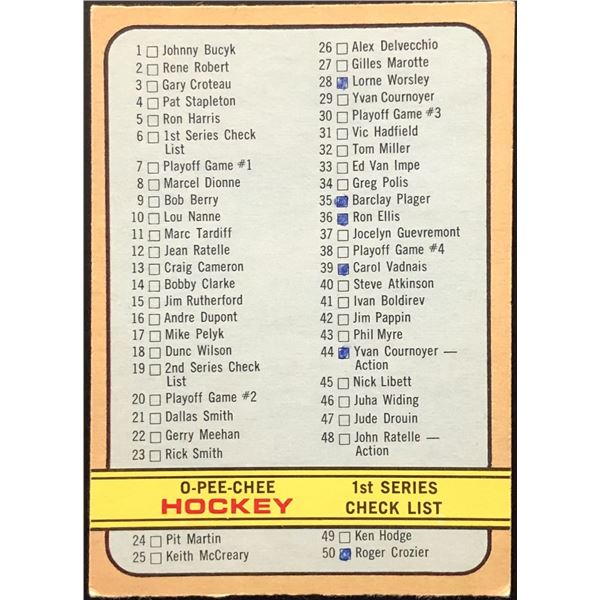 1 Johnny Bucyk
2 Rene Robert
3 Gary Croteau
4 Pat Stapleton
5 Ron Harris
6 1st Series Check
List
7 Playoff Game #1
8 Marcel Dionne
9 Bob Berry
10 Lou Nanne
11 Marc Tardiff
12 Jean Ratelle
13 Craig Cameron
14 Bobby Clarke
15 Jim Rutherford
16 Andre Dupont
17 Mike Pelyk
18 Dunc Wilson
19 2nd Series Check
List
20 Playoff Game #2
21 Dallas Smith
22 Gerry Meehan
23 Rick Smith
26 Alex Delvecchio
27 Gilles Marotte
28 Lorne Worsley
29 Yvan Cournoyer
30 Playoff Game #3
31 Vic Hadfield
32 Tom Miller
33 Ed Van Impe
34 Greg Polis
35 Barclay Plager
36 Ron Ellis
37 Jocelyn Guevremont
38 Playoff Game #4
39 Carol Vadnais
40 Steve Atkinson
41 Ivan Boldirev
42 Jim Pappin
43 Phil Myre
44 Yvan Cournoyer —
Action
45 Nick Libett
46 Juha Widing
47 Jude Drouin
48 John Ratelle —
Action
O-PEE-CHEE
HOCKEY
1st SERIES
CHECK LIST
24 Pit Martin
25 Keith McCreary
49 Ken Hodge
50 Roger Crozier